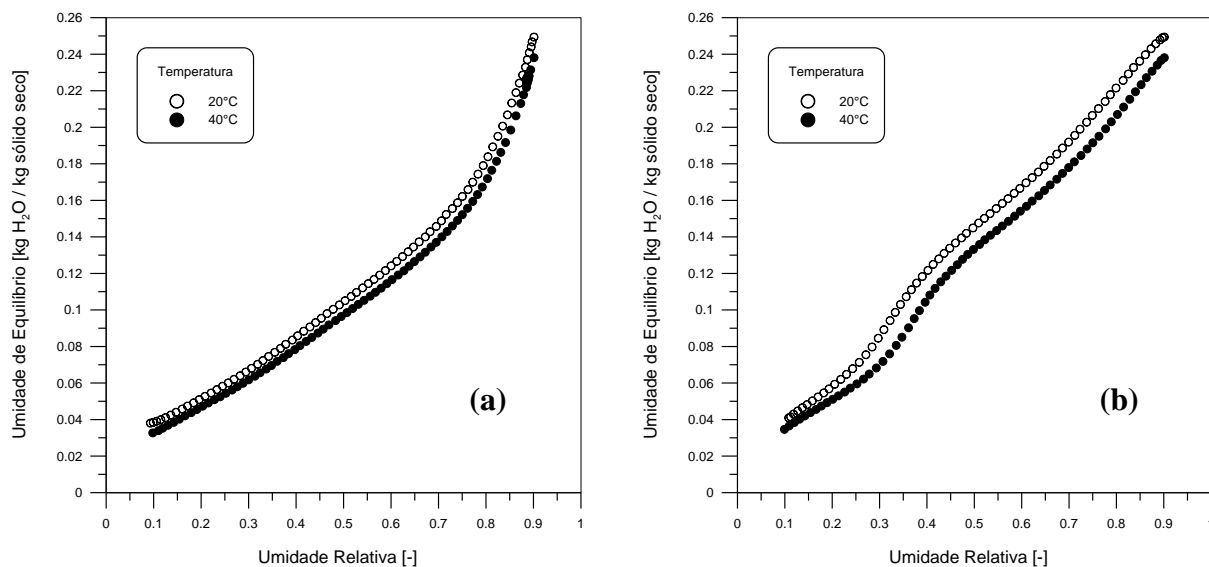 0.26
0.24
0.22
0.2
0.18
0.16
0.14
0.12
0.1
0.08
0.06
0.04
0.02
0
Umidade de Equilíbrio [kg H₂O / kg sólido seco]
Temperatura
20°C
40°C
(a)
0 0.1 0.2 0.3 0.4 0.5 0.6 0.7 0.8 0.9 1
Umidade Relativa [-]
0.26
0.24
0.22
0.2
0.18
0.16
0.14
0.12
0.1
0.08
0.06
0.04
0.02
0
Umidade de Equilíbrio [kg H₂O / kg sólido seco]
Temperatura
20°C
40°C
(b)
0 0.1 0.2 0.3 0.4 0.5 0.6 0.7 0.8 0.9 1
Umidade Relativa [-]